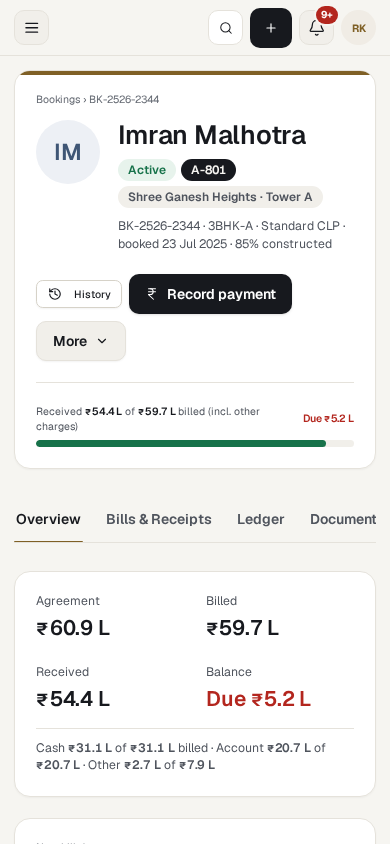 9+
RK
Bookings › BK-2526-2344
IM
Imran Malhotra
Active A-801
Shree Ganesh Heights · Tower A
BK-2526-2344 · 3BHK-A · Standard CLP ·
booked 23 Jul 2025 · 85% constructed
History
₹ Record payment
More
Received ₹54.4 L of ₹59.7 L billed (incl. other
charges)
Due ₹5.2 L
Overview Bills & Receipts Ledger Document
Agreement Billed
₹60.9 L ₹59.7 L
Received Balance
₹54.4 L Due ₹5.2 L
Cash ₹31.1 L of ₹31.1 L billed · Account ₹20.7 L of
₹20.7 L · Other ₹2.7 L of ₹7.9 L